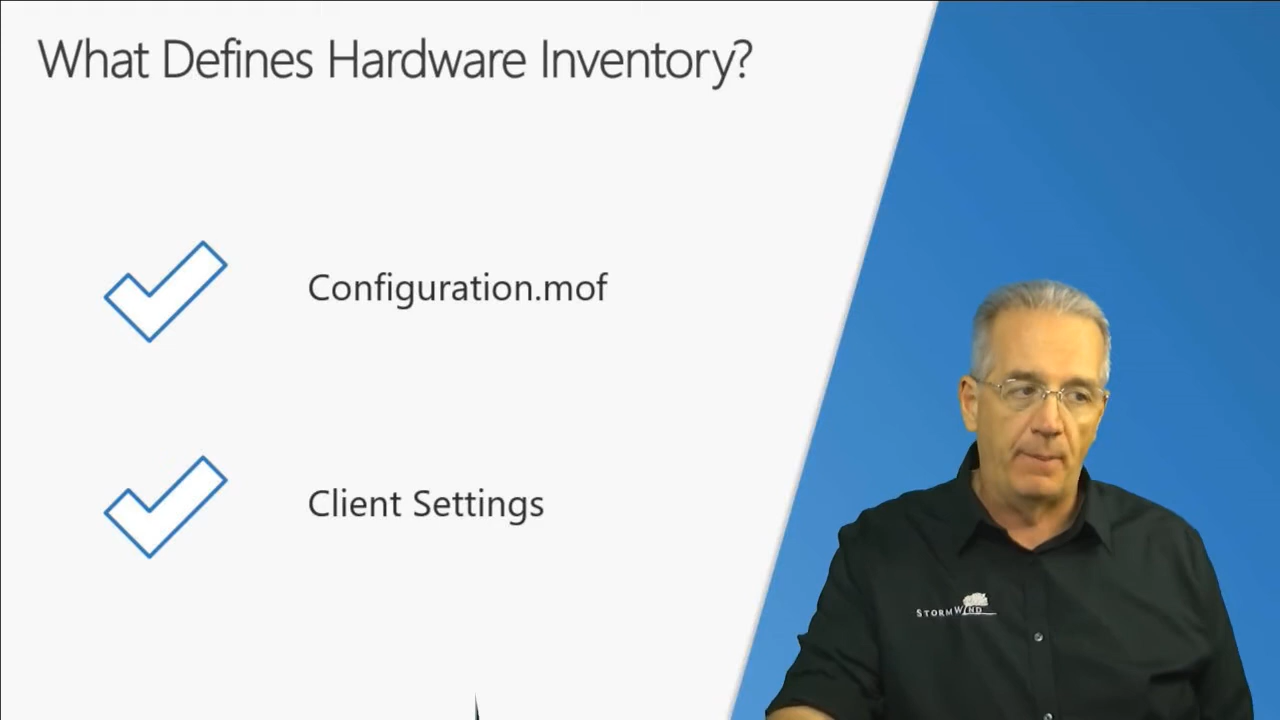 What Defines Hardware Inventory?
Configuration.mof
Client Settings
STORMWIND